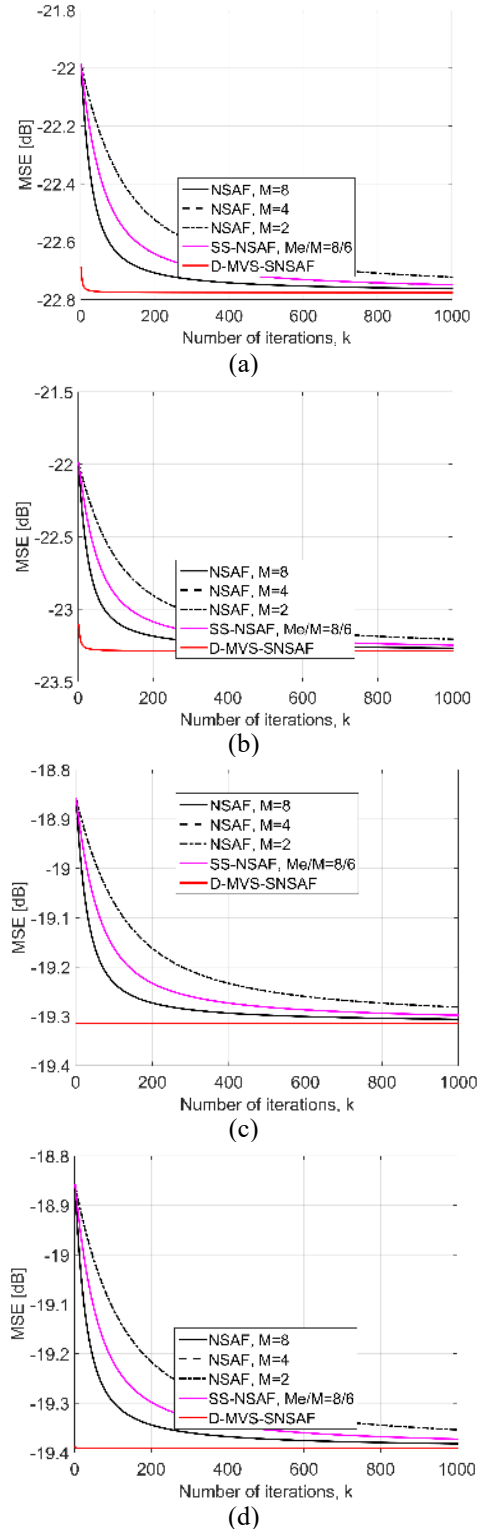 -21.8
-22
-22.2
-22.4
-22.6
-22.8
MSE [dB]
NSAF, M=8
NSAF, M=4
NSAF, M=2
SS-NSAF, Me/M=8/6
D-MVS-SNSAF
0 200 400 600 800 1000
Number of iterations, k
(a)
-21.5
-22
-22.5
-23
-23.5
MSE [dB]
NSAF, M=8
NSAF, M=4
NSAF, M=2
SS-NSAF, Me/M=8/6
D-MVS-SNSAF
0 200 400 600 800 1000
Number of iterations, k
(b)
-18.8
-18.9
-19
-19.1
-19.2
-19.3
-19.4
MSE [dB]
NSAF, M=8
NSAF, M=4
NSAF, M=2
SS-NSAF, Me/M=8/6
D-MVS-SNSAF
0 200 400 600 800 1000
Number of iterations, k
(c)
-18.8
-18.9
-19
-19.1
-19.2
-19.3
-19.4
MSE [dB]
NSAF, M=8
NSAF, M=4
NSAF, M=2
SS-NSAF, Me/M=8/6
D-MVS-SNSAF
0 200 400 600 800 1000
Number of iterations, k
(d)